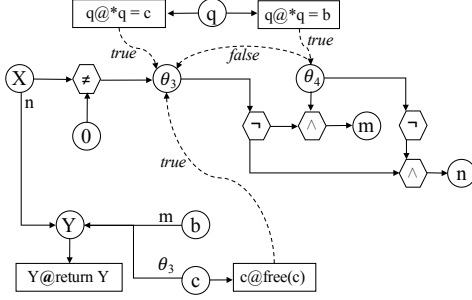 q@*q = c
q
q@*q = b
true
false
true
X
≠
θ3
θ4
n
¬
∧
m
¬
0
true
∧
n
Y
m
b
Y@return Y
θ3
c
c@free(c)